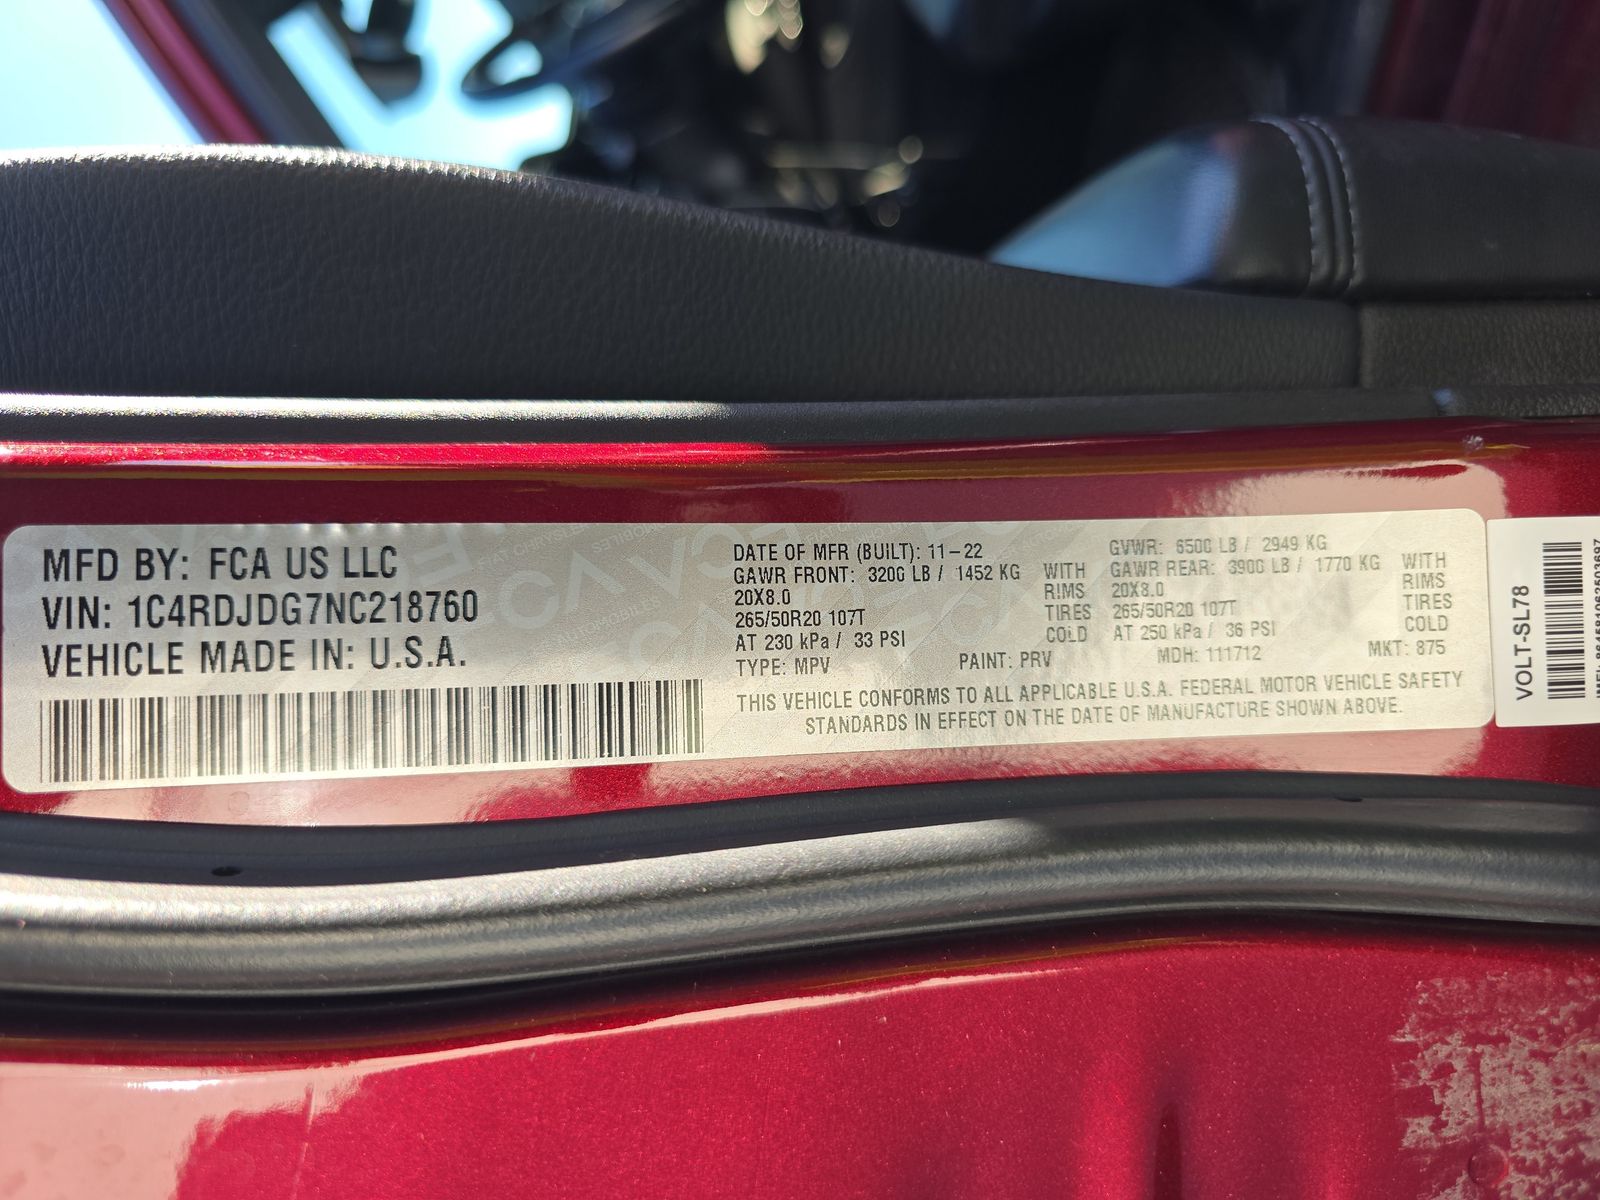 MFD BY: FCA US LLC
VIN: 1C4RDJDG7NC218760
VEHICLE MADE IN: U.S.A.
DATE OF MFR (BUILT): 11-22
GAWR FRONT: 3200 LB / 1452 KG WITH
20X8.0 RIMS
265/50R20 107T TIRES
AT 230 kPa / 33 PSI COLD
GVWR: 6500 LB / 2949 KG
GAWR REAR: 3900 LB / 1770 KG WITH
20X8.0 RIMS
265/50R20 107T TIRES
AT 250 kPa / 36 PSI COLD
TYPE: MPV PAINT: PRV MDH: 111712 MKT: 875
THIS VEHICLE CONFORMS TO ALL APPLICABLE U.S.A. FEDERAL MOTOR VEHICLE SAFETY
STANDARDS IN EFFECT ON THE DATE OF MANUFACTURE SHOWN ABOVE.
VOLT-SL78